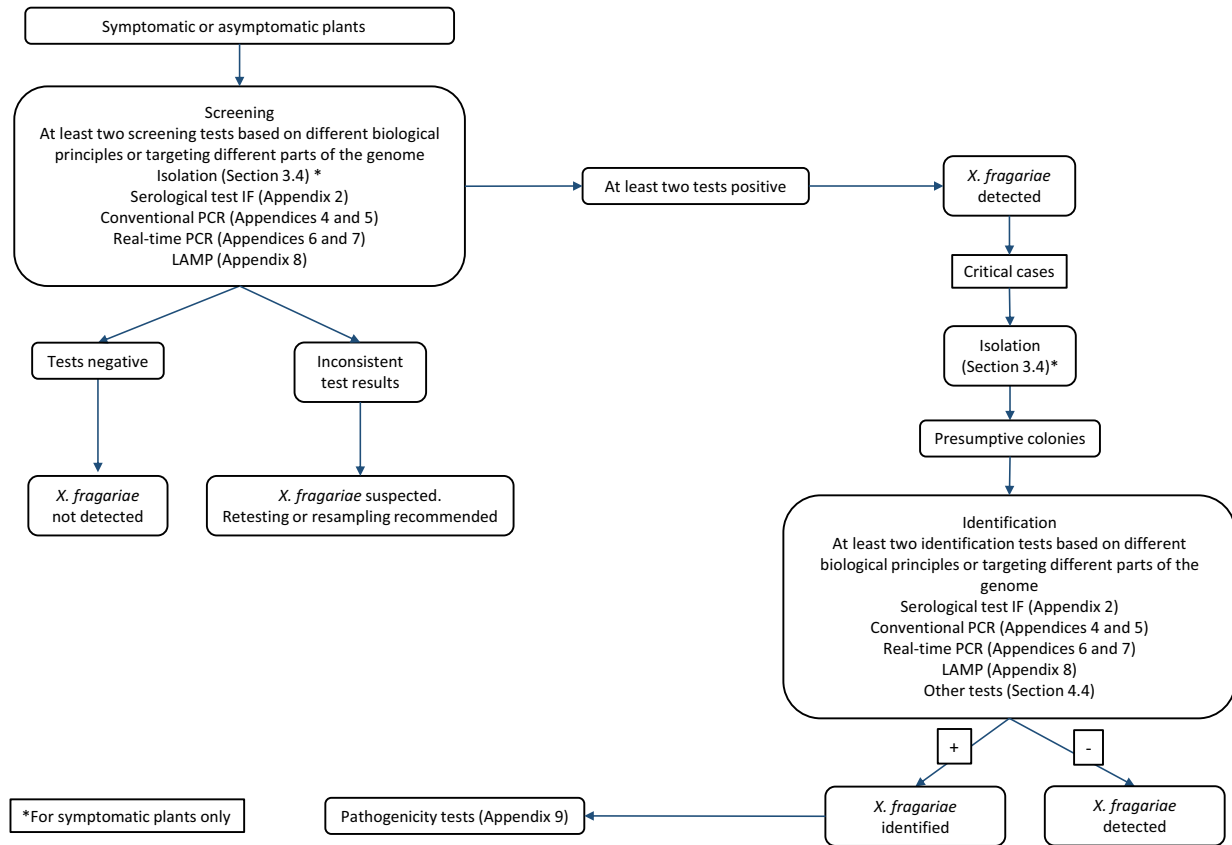 Symptomatic or asymptomatic plants
Screening
At least two screening tests based on different biological
principles or targeting different parts of the genome
Isolation (Section 3.4) *
Serological test IF (Appendix 2)
Conventional PCR (Appendices 4 and 5)
Real-time PCR (Appendices 6 and 7)
LAMP (Appendix 8)
At least two tests positive
X. fragariae
detected
Critical cases
Isolation
(Section 3.4)*
Presumptive colonies
Tests negative
Inconsistent
test results
X. fragariae
not detected
X. fragariae suspected.
Retesting or resampling recommended
Identification
At least two identification tests based on different
biological principles or targeting different parts of the
genome
Serological test IF (Appendix 2)
Conventional PCR (Appendices 4 and 5)
Real-time PCR (Appendices 6 and 7)
LAMP (Appendix 8)
Other tests (Section 4.4)
+
-
X. fragariae
identified
X. fragariae
detected
Pathogenicity tests (Appendix 9)
*For symptomatic plants only